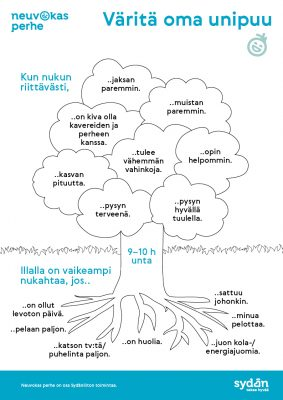 neuvokas
perhe
Väritä oma unipuu
Kun nukun
riittävästi,
..jaksan
paremmin.
..muistan
paremmin.
..on kiva olla
kavereiden ja
perheen
kanssa.
..tulee
vähemmän
vahinkoja.
..opin
helpommin.
..kasvan
pituutta.
..pysyn
terveenä.
..pysyn
hyvällä
tuulella.
9–10 h
unta
Illalla on vaikeampi
nukahtaa, jos..
..on ollut
levoton päivä.
..pelaan paljon.
..katson tv:tä/
puhelinta paljon.
..on huolia.
..sattuu
johonkin.
..minua
pelottaa.
..juon kola-/
energiajuomia.
Neuvokas perhe on osa Sydänliiton toimintaa.
sydän